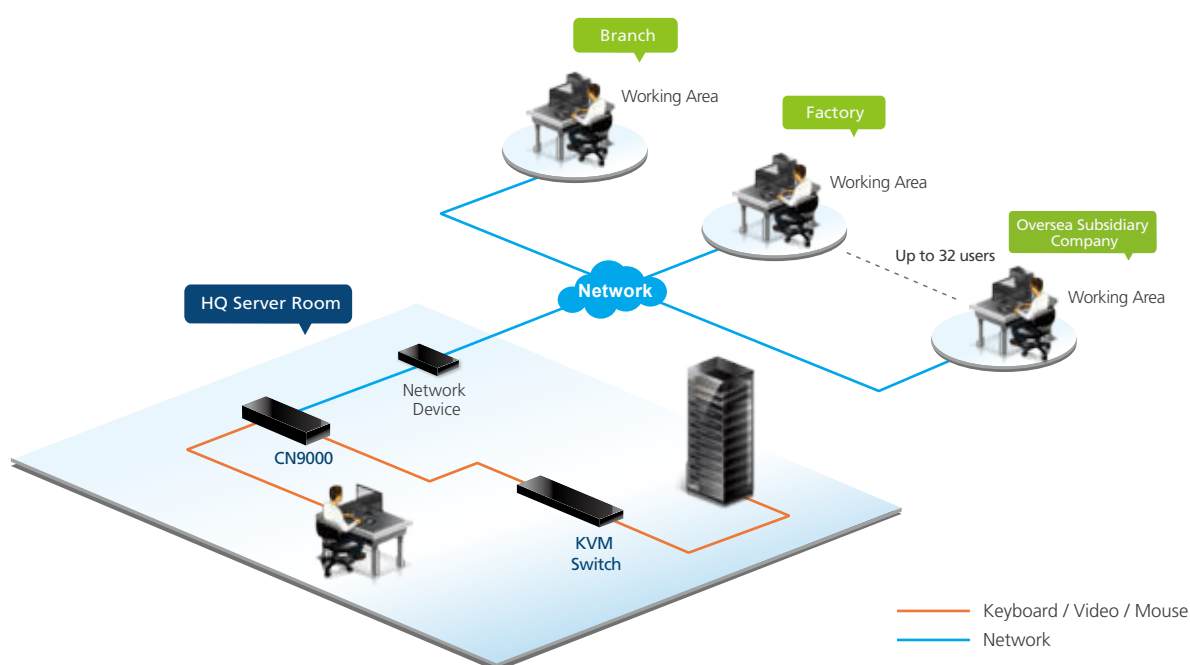 Branch
Working Area
Factory
Working Area
Oversea Subsidiary
Company
Up to 32 users
Working Area
Network
HQ Server Room
Network
Device
CN9000
KVM
Switch
Keyboard / Video / Mouse
Network